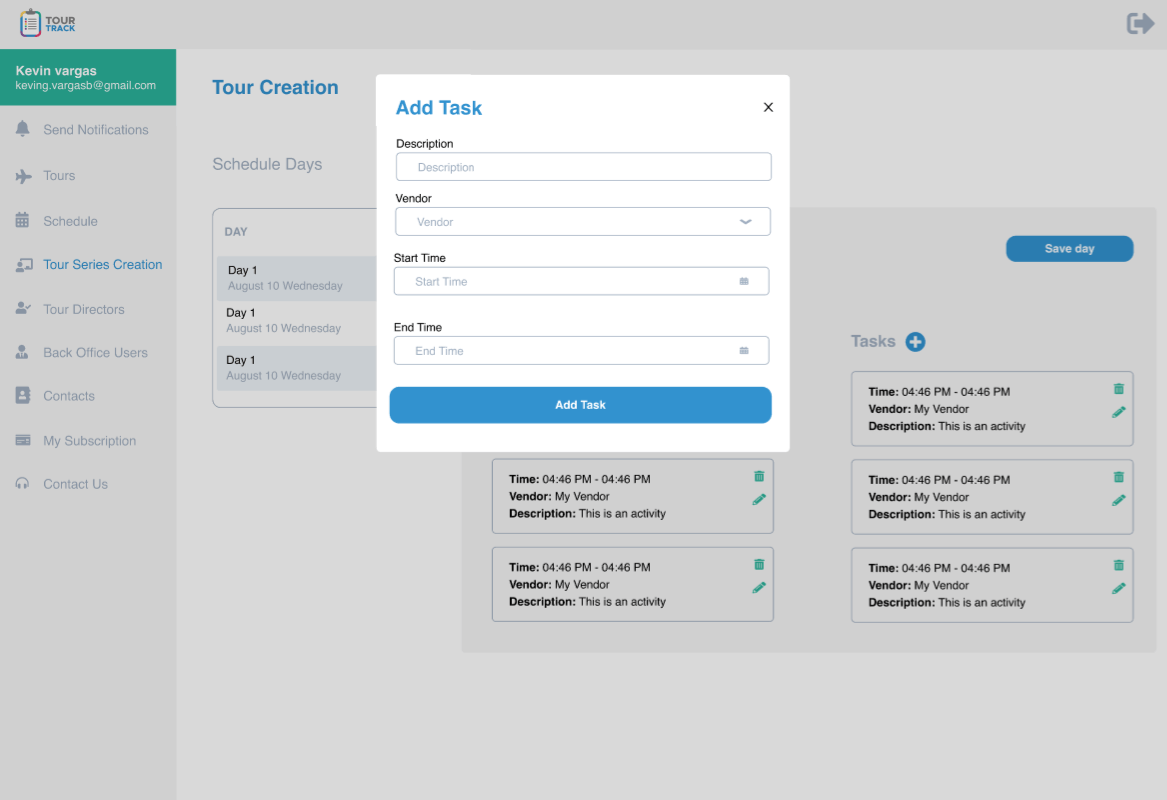 TOUR
TRACK
Kevin vargas
keving.vargasb@gmail.com
Send Notifications
Tours
Schedule
Tour Series Creation
Tour Directors
Back Office Users
Contacts
My Subscription
Contact Us
Tour Creation
Schedule Days
DAY
Day 1
August 10 Wednesday
Day 1
August 10 Wednesday
Day 1
August 10 Wednesday
Add Task
Description
Description
Vendor
Vendor
Start Time
Start Time
End Time
End Time
Add Task
Time: 04:46 PM - 04:46 PM
Vendor: My Vendor
Description: This is an activity
Time: 04:46 PM - 04:46 PM
Vendor: My Vendor
Description: This is an activity
Save day
Tasks
Time: 04:46 PM - 04:46 PM
Vendor: My Vendor
Description: This is an activity
Time: 04:46 PM - 04:46 PM
Vendor: My Vendor
Description: This is an activity
Time: 04:46 PM - 04:46 PM
Vendor: My Vendor
Description: This is an activity